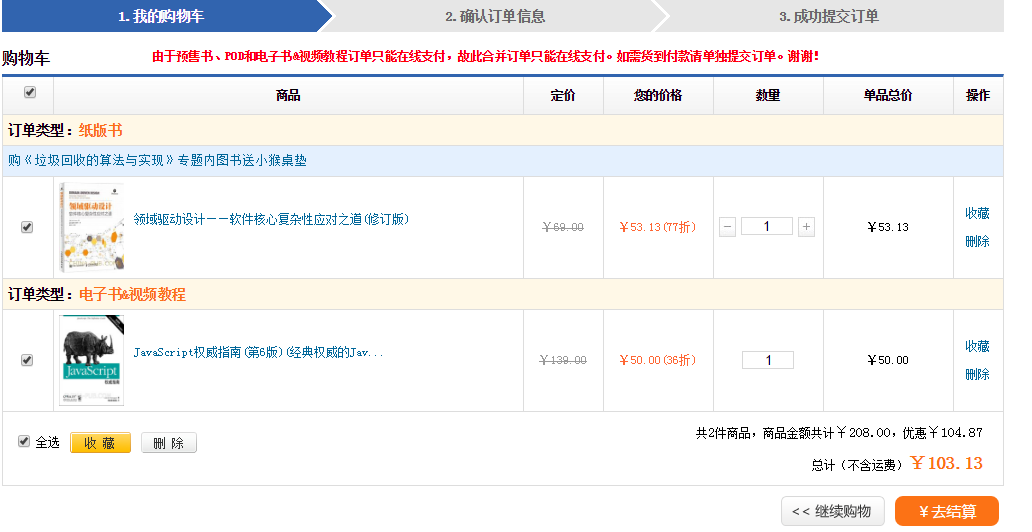 1. 我的购物车
2. 确认订单信息
3. 成功提交订单
购物车
由于预售书、POD和电子书&视频教程订单只能在线支付，故此合并订单只能在线支付。如需货到付款请单独提交订单。谢谢！
商品 定价 您的价格 数量 单品总价 操作
订单类型：纸版书
购《垃圾回收的算法与实现》专题内图书送小猴桌垫
领域驱动设计
领域驱动设计——软件核心复杂性应对之道(修订版)
￥69.00 ￥53.13(77折) － 1 + ￥53.13
收藏
删除
订单类型：电子书&视频教程
JavaScript
权威指南
JavaScript权威指南(第6版)(经典权威的Jav...
￥139.00 ￥50.00(36折) 1 ￥50.00
收藏
删除
全选 收 藏 删 除
共2件商品，商品金额共计￥208.00，优惠￥104.87
总计（不含运费）￥103.13
<< 继续购物 ￥去结算